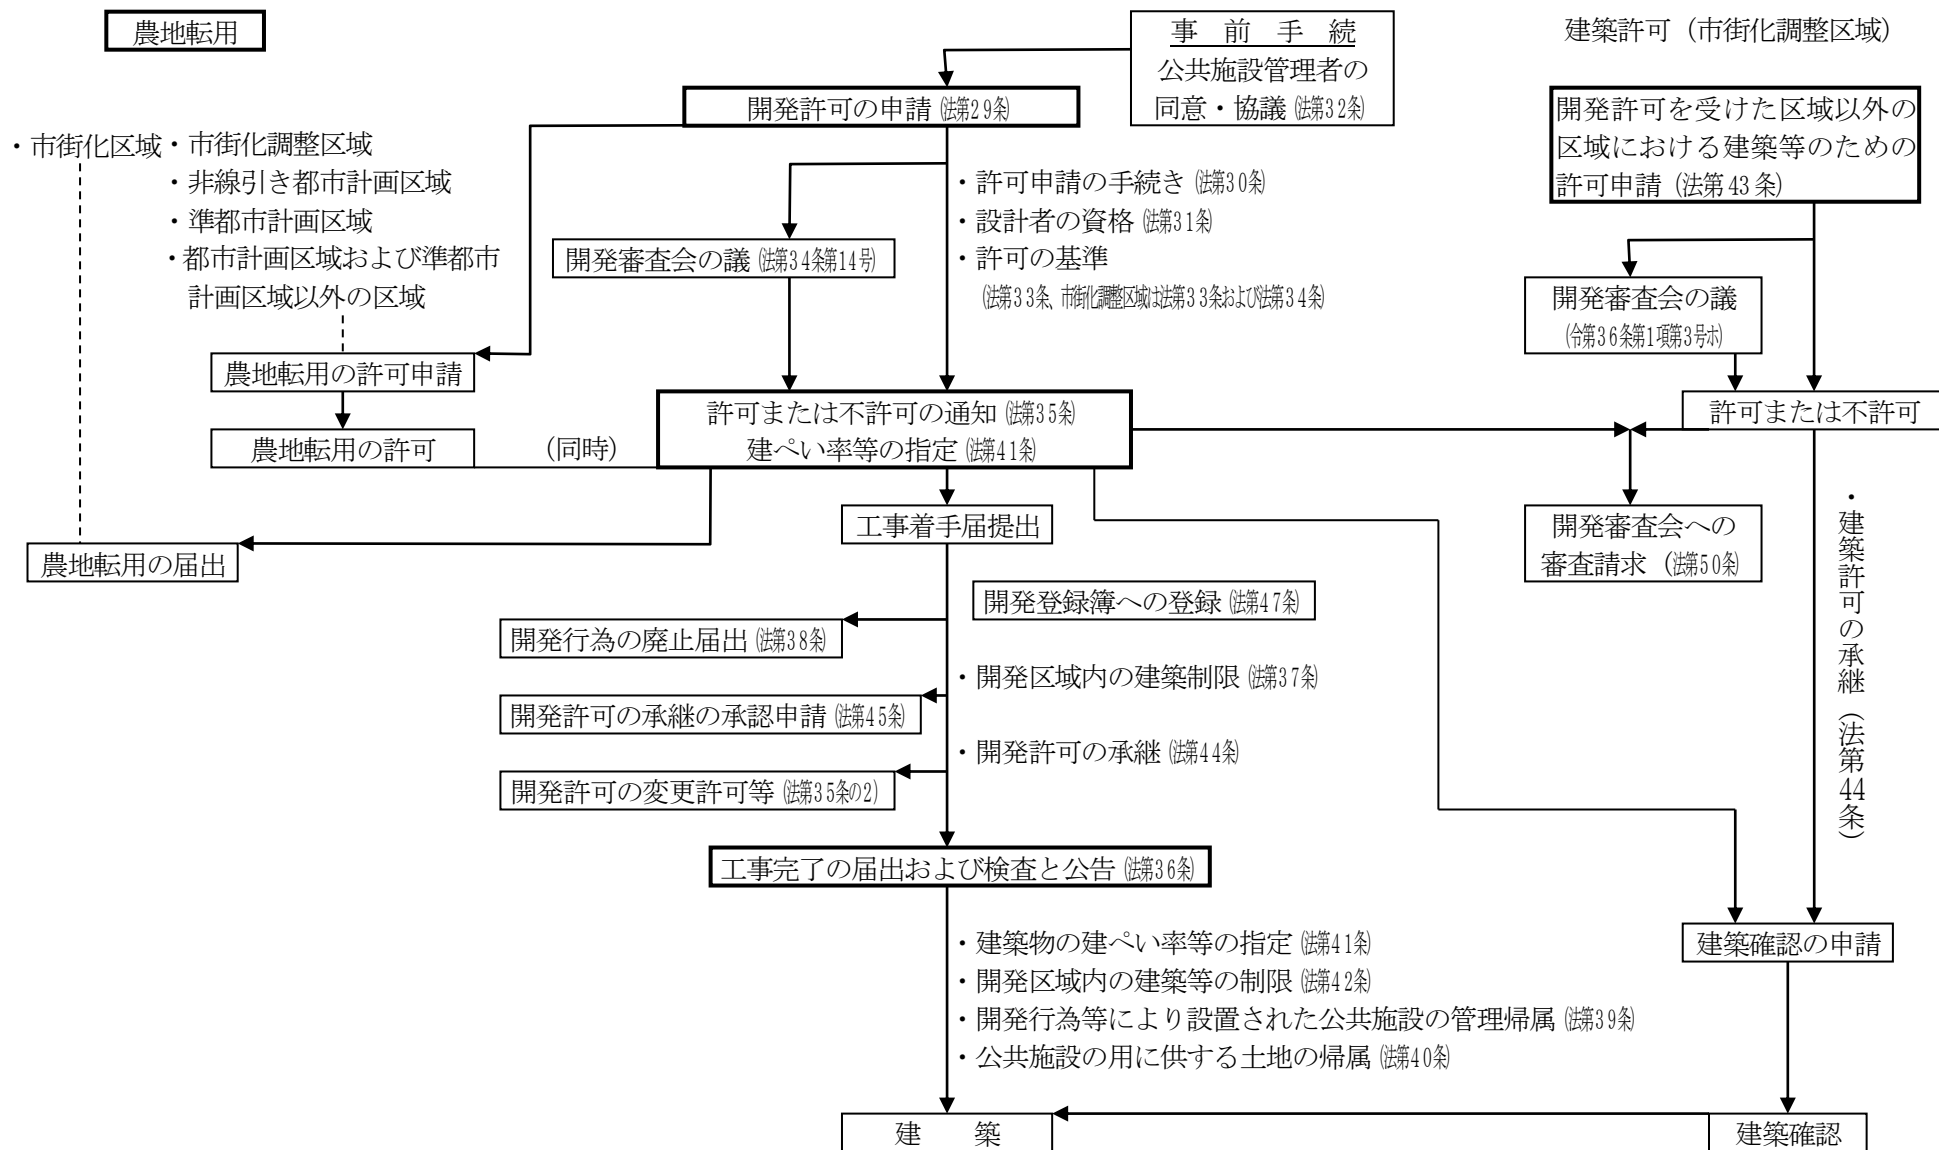 農地転用
事 前 手 続
公共施設管理者の
同意・協議 (法第32条)
建築許可（市街化調整区域）
開発許可の申請 (法第29条)
開発許可を受けた区域以外の
区域における建築等のための
許可申請（法第43条）
・市街化区域
・市街化調整区域
・非線引き都市計画区域
・準都市計画区域
・都市計画区域および準都市
計画区域以外の区域
・許可申請の手続き (法第30条)
・設計者の資格 (法第31条)
・許可の基準
(法第33条、市街化調整区域は法第33条および法第34条)
開発審査会の議 (法第34条第14号)
開発審査会の議
(令第36条第1項第3号ホ)
農地転用の許可申請
許可または不許可の通知 (法第35条)
建ぺい率等の指定 (法第41条)
許可または不許可
農地転用の許可
（同時）
工事着手届提出
開発審査会への
審査請求（法第50条)
・建築許可の承継（法第44条）
農地転用の届出
開発登録簿への登録 (法第47条)
開発行為の廃止届出 (法第38条)
・開発区域内の建築制限 (法第37条)
開発許可の承継の承認申請 (法第45条)
・開発許可の承継 (法第44条)
開発許可の変更許可等 (法第35条の2)
工事完了の届出および検査と公告 (法第36条)
・建築物の建ぺい率等の指定 (法第41条)
・開発区域内の建築等の制限 (法第42条)
・開発行為等により設置された公共施設の管理帰属 (法第39条)
・公共施設の用に供する土地の帰属 (法第40条)
建築確認の申請
建 築
建築確認